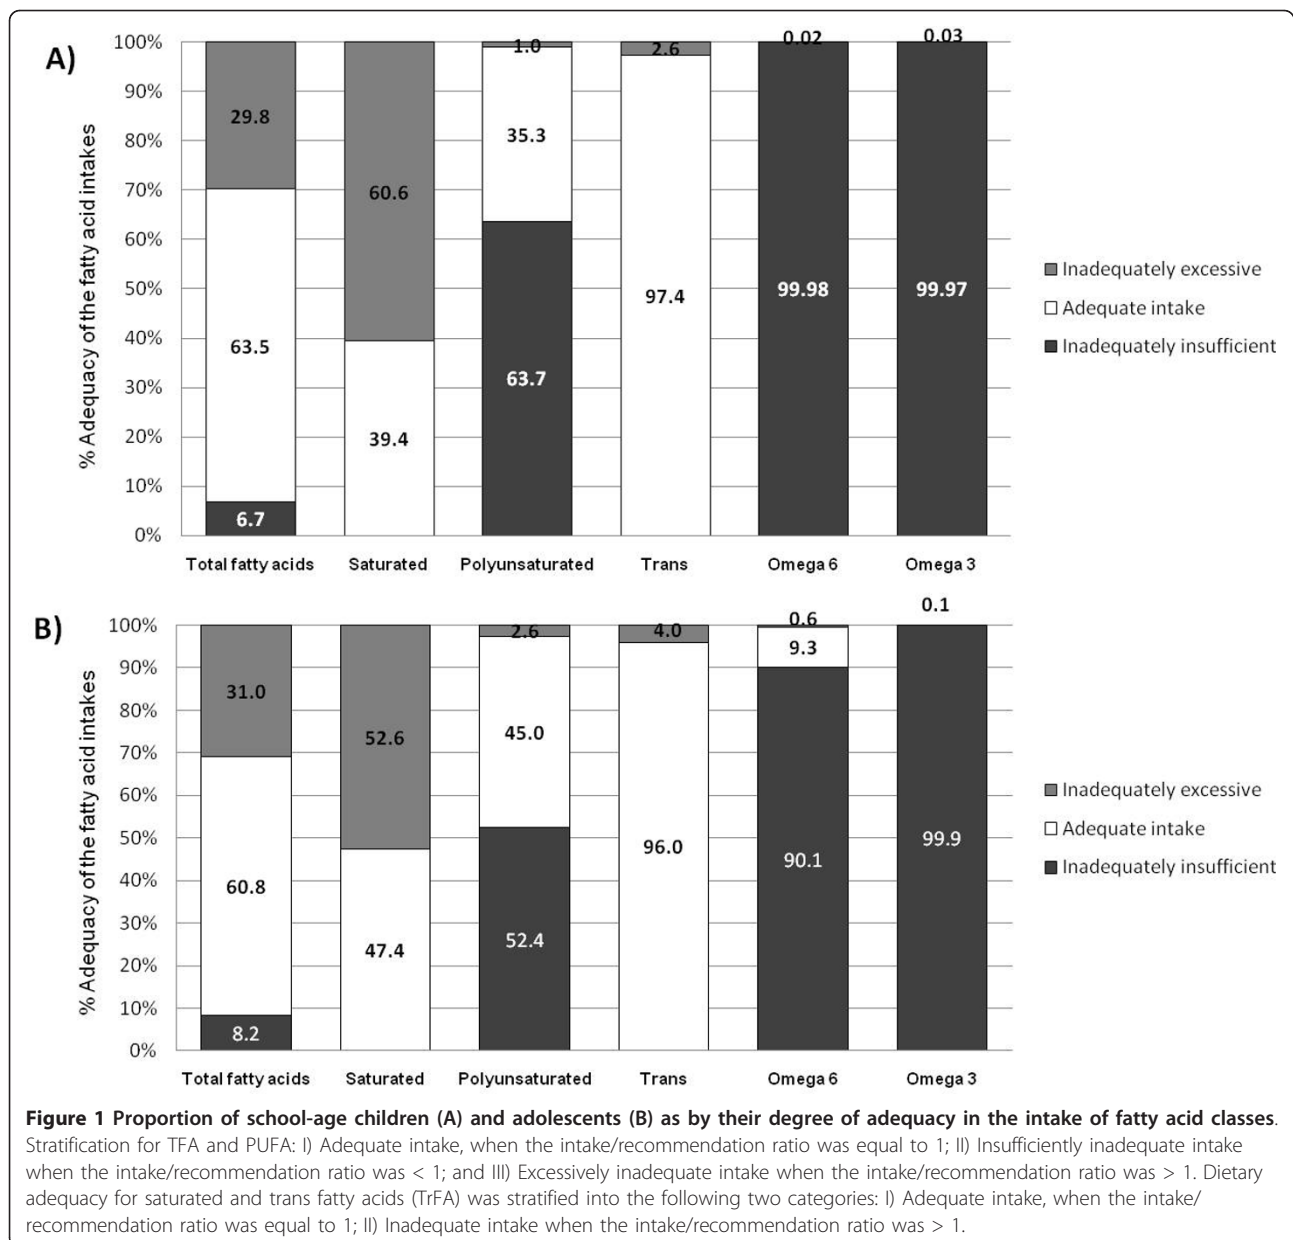 A)
% Adequacy of the fatty acid intakes
100%
90%
80%
70%
60%
50%
40%
30%
20%
10%
0%
29.8
63.5
6.7
60.6
39.4
1.0
35.3
63.7
2.6
97.4
0.02
99.98
0.03
99.97
Total fatty acids
Saturated
Polyunsaturated
Trans
Omega 6
Omega 3
Inadequately excessive
Adequate intake
Inadequately insufficient
B)
% Adequacy of the fatty acid intakes
100%
90%
80%
70%
60%
50%
40%
30%
20%
10%
0%
31.0
60.8
8.2
52.6
47.4
2.6
45.0
52.4
4.0
96.0
0.6
9.3
90.1
0.1
99.9
Total fatty acids
Saturated
Polyunsaturated
Trans
Omega 6
Omega 3
Inadequately excessive
Adequate intake
Inadequately insufficient
Figure 1 Proportion of school-age children (A) and adolescents (B) as by their degree of adequacy in the intake of fatty acid classes.
Stratification for TFA and PUFA: I) Adequate intake, when the intake/recommendation ratio was equal to 1; II) Insufficiently inadequate intake
when the intake/recommendation ratio was < 1; and III) Excessively inadequate intake when the intake/recommendation ratio was > 1. Dietary
adequacy for saturated and trans fatty acids (TrFA) was stratified into the following two categories: I) Adequate intake, when the intake/
recommendation ratio was equal to 1; II) Inadequate intake when the intake/recommendation ratio was > 1.